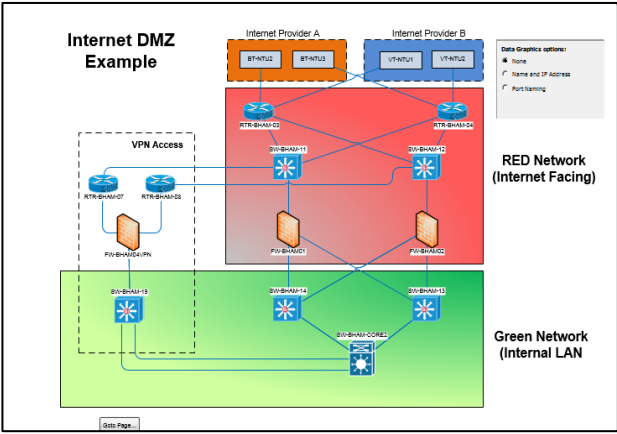 Internet DMZ
Example
Internet Provider A
Internet Provider B
BT-NTU2
BT-NTU3
VT-NTU1
VT-NTU2
Data Graphics options:
None
Name and IP Address
Port Naming
RTR-BHAM-03
RTR-BHAM-04
VPN Access
SW-BHAM-11
SW-BHAM-12
RED Network
(Internet Facing)
RTR-BHAM-07
RTR-BHAM-08
FW-BHAM04VPN
FW-BHAM01
FW-BHAM02
SW-BHAM-19
SW-BHAM-14
SW-BHAM-13
Green Network
(Internal LAN
SW-BHAM-CORE2
Goto Page...